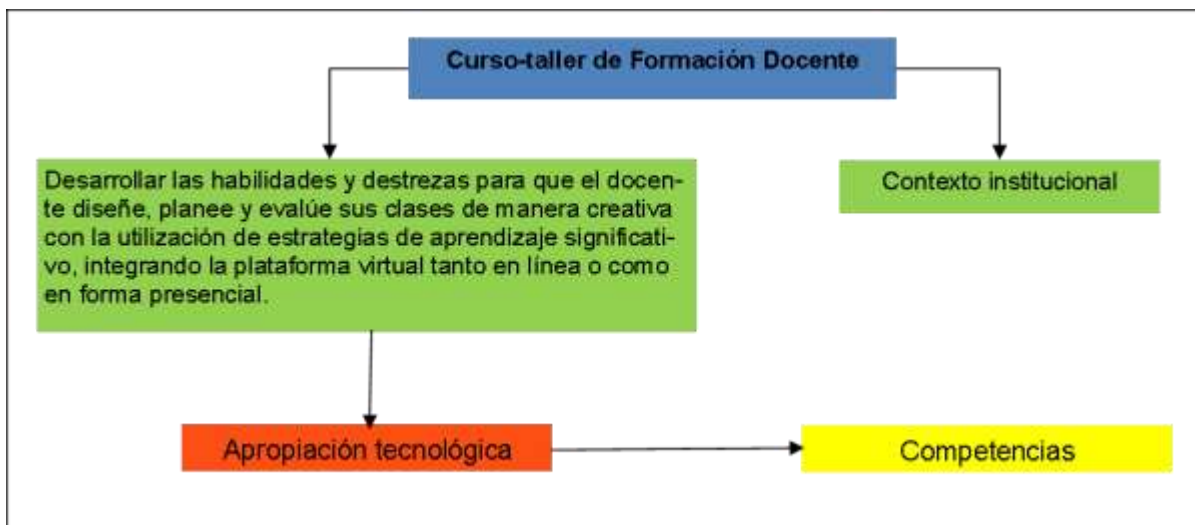 Curso-taller de Formación Docente
Desarrollar las habilidades y destrezas para que el docen-
te diseñe, planee y evalúe sus clases de manera creativa
con la utilización de estrategias de aprendizaje significati-
vo, integrando la plataforma virtual tanto en línea o como
en forma presencial.
Contexto institucional
Apropiación tecnológica
Competencias